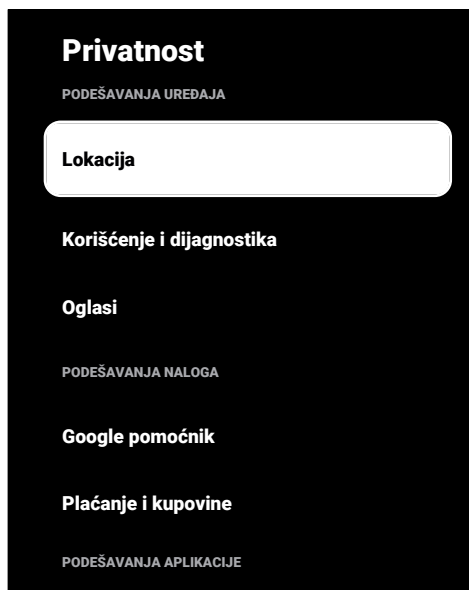 Privatnost
PODEŠAVANJA UREĐAJA
Lokacija
Korišćenje i dijagnostika
Oglasi
PODEŠAVANJA NALOGA
Google pomoćnik
Plaćanje i kupovine
PODEŠAVANJA APLIKACIJE